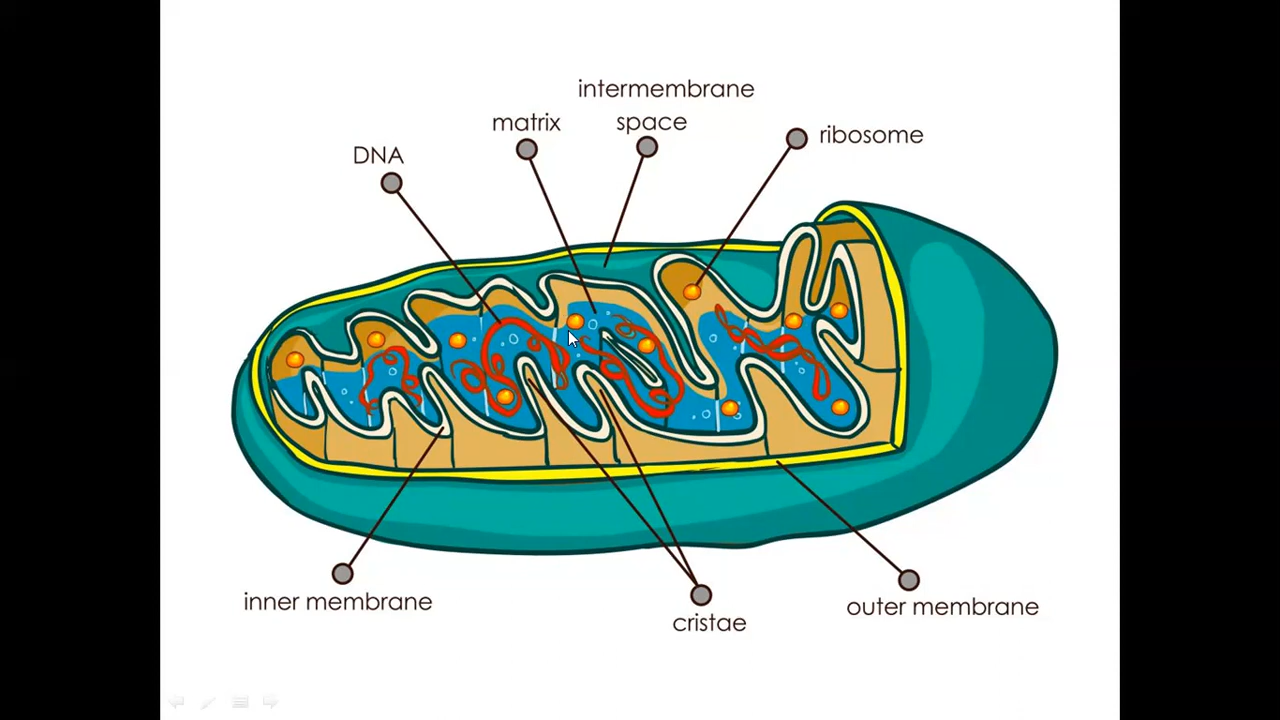 intermembrane
space
matrix
ribosome
DNA
inner membrane
cristae
outer membrane